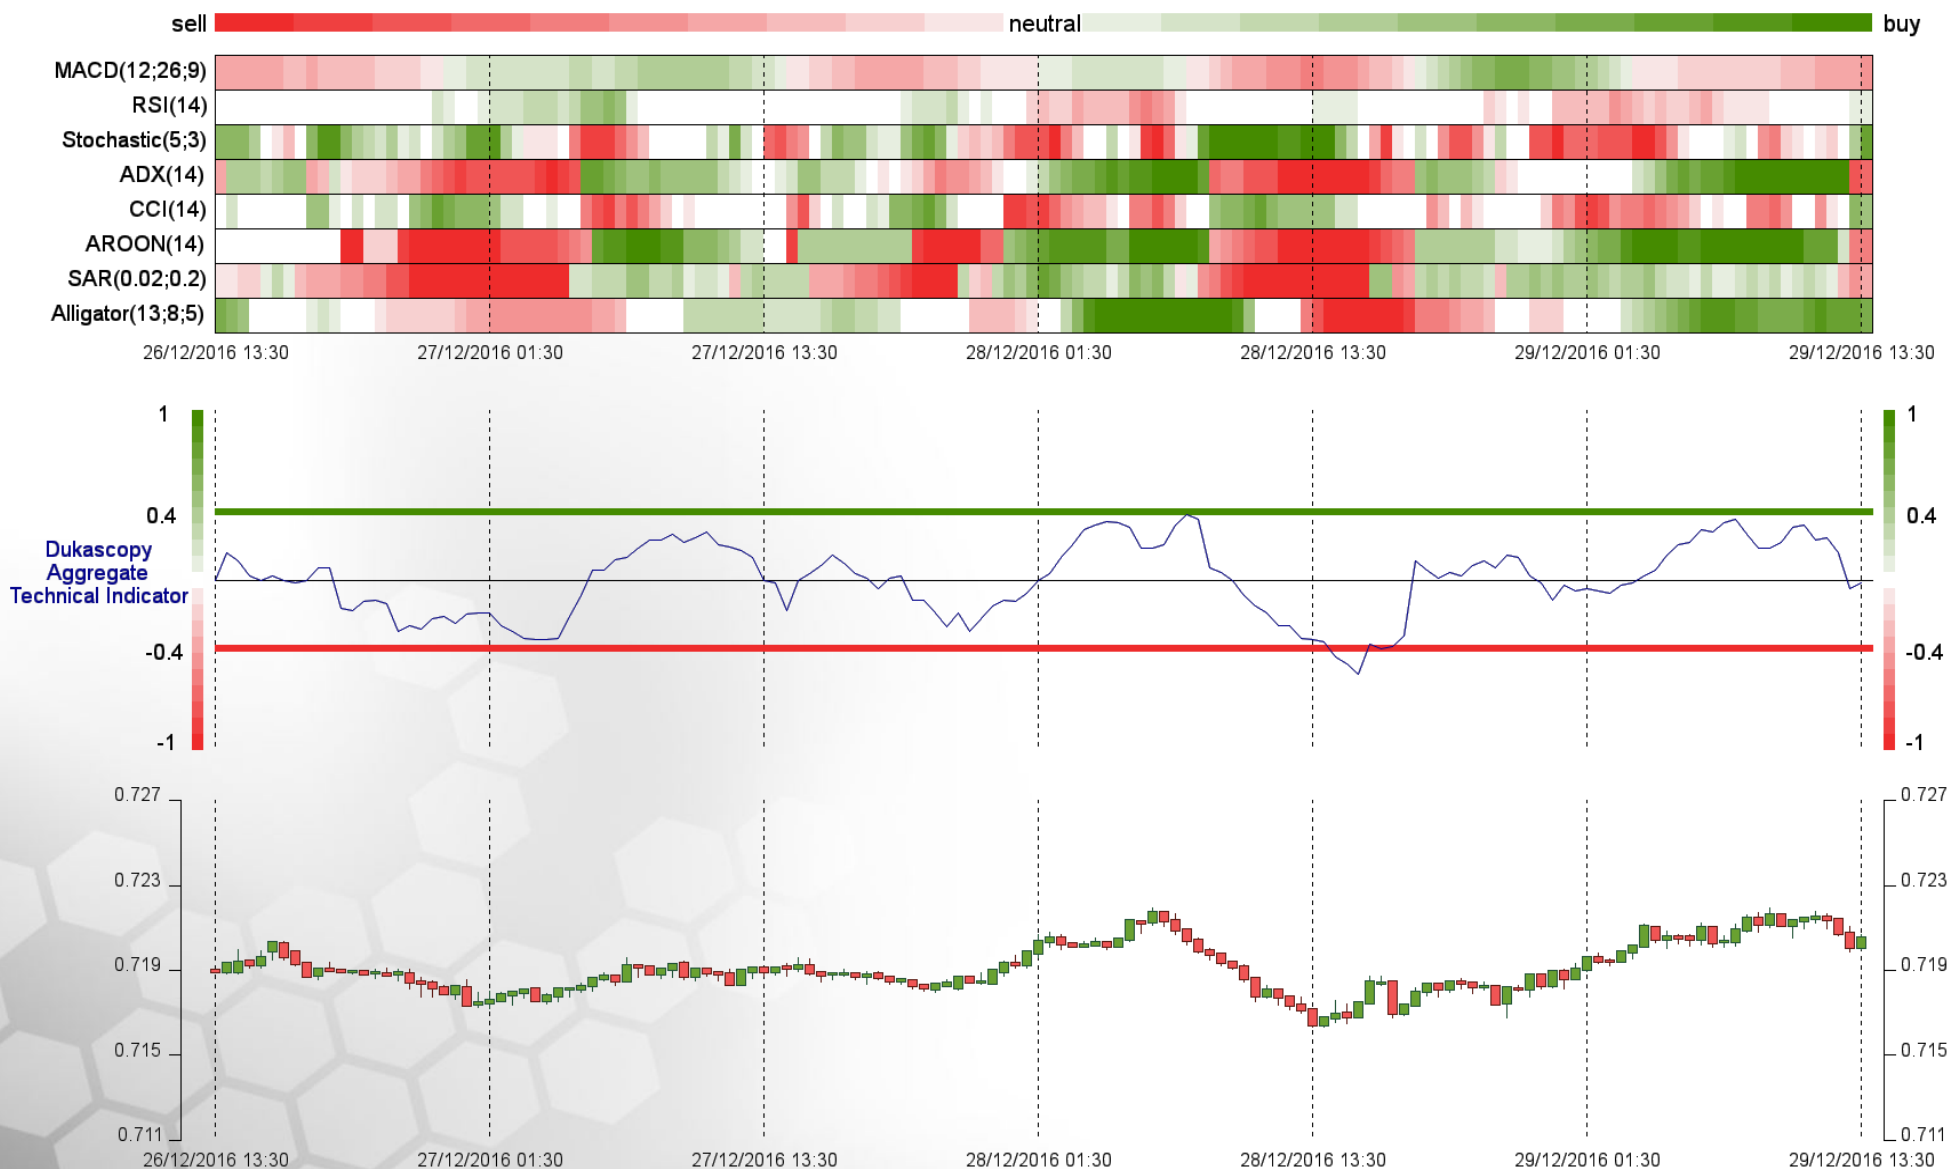 sell neutral buy
MACD(12;26;9)
RSI(14)
Stochastic(5;3)
ADX(14)
CCI(14)
AROON(14)
SAR(0.02;0.2)
Alligator(13;8;5)
26/12/2016 13:30 27/12/2016 01:30 27/12/2016 13:30 28/12/2016 01:30 28/12/2016 13:30 29/12/2016 01:30 29/12/2016 13:30
1 1
0.4 0.4
Dukascopy
Aggregate
Technical Indicator
-0.4 -0.4
-1 -1
0.727 0.727
0.723 0.723
0.719 0.719
0.715 0.715
0.711 0.711
26/12/2016 13:30 27/12/2016 01:30 27/12/2016 13:30 28/12/2016 01:30 28/12/2016 13:30 29/12/2016 01:30 29/12/2016 13:30